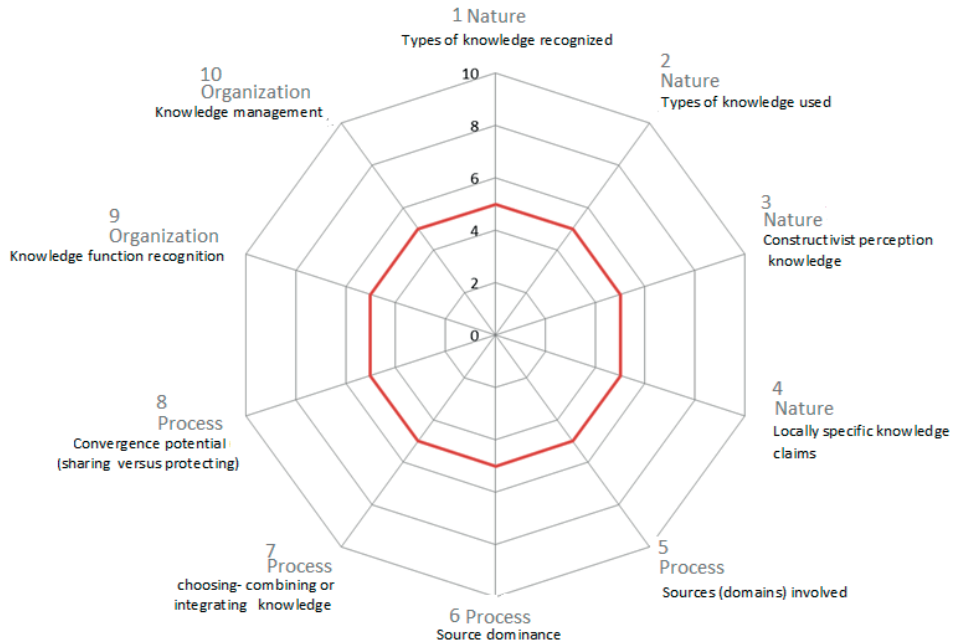 1 Nature
Types of knowledge recognized
2
Nature
Types of knowledge used
3
Nature
Constructivist perception
knowledge
4
Nature
Locally specific knowledge
claims
5
Process
Sources (domains) involved
6 Process
Source dominance
7
Process
choosing- combining or
integrating knowledge
8
Process
Convergence potential
(sharing versus protecting)
9
Organization
Knowledge function recognition
10
Organization
Knowledge management
10
8
6
4
2
0